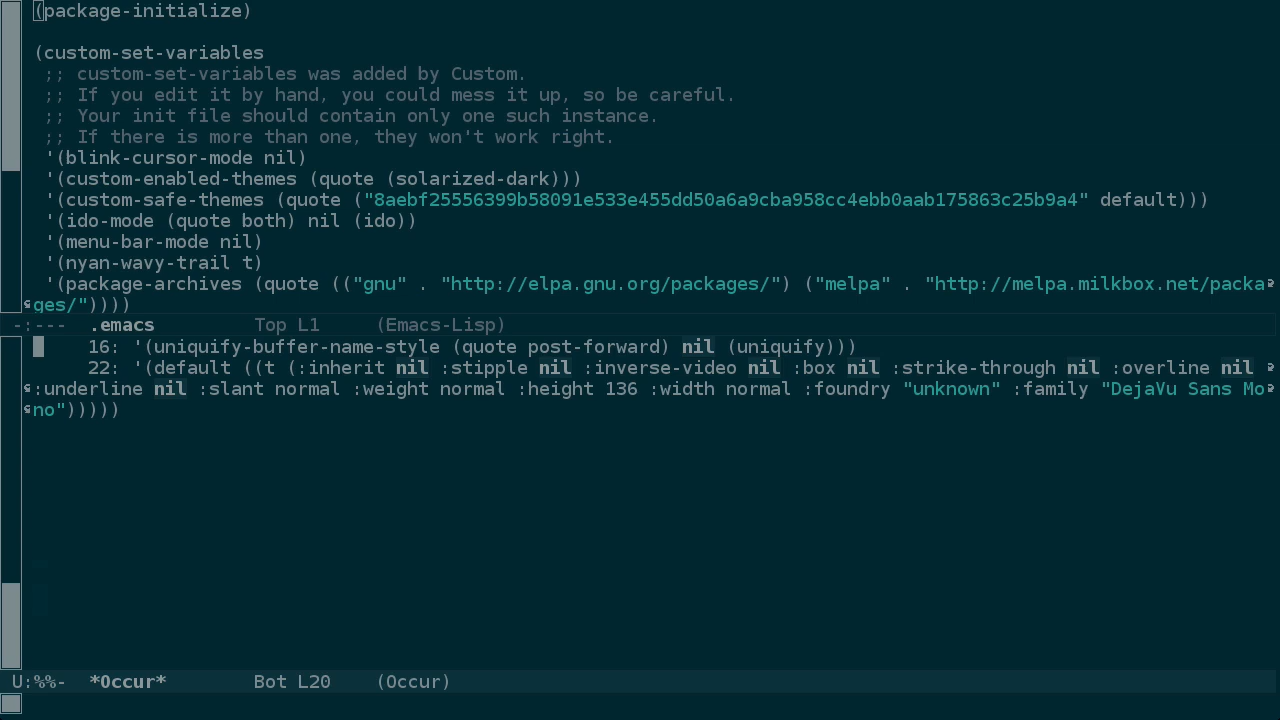 (package-initialize)
(custom-set-variables
;; custom-set-variables was added by Custom.
;; If you edit it by hand, you could mess it up, so be careful.
;; Your init file should contain only one such instance.
;; If there is more than one, they won't work right.
'(blink-cursor-mode nil)
'(custom-enabled-themes (quote (solarized-dark)))
'(custom-safe-themes (quote ("8aebf25556399b58091e533e455dd50a6a9cba958cc4ebb0aab175863c25b9a4" default)))
'(ido-mode (quote both) nil (ido))
'(menu-bar-mode nil)
'(nyan-wavy-trail t)
'(package-archives (quote (("gnu" . "http://elpa.gnu.org/packages/") ("melpa" . "http://melpa.milkbox.net/packa
ges/"))))
-:--- .emacs Top L1 (Emacs-Lisp)
16: '(uniquify-buffer-name-style (quote post-forward) nil (uniquify)))
22: '(default ((t (:inherit nil :stipple nil :inverse-video nil :box nil :strike-through nil :overline nil
:underline nil :slant normal :weight normal :height 136 :width normal :foundry "unknown" :family "DejaVu Sans Mo
no")))))
U:%%- *Occur* Bot L20 (Occur)